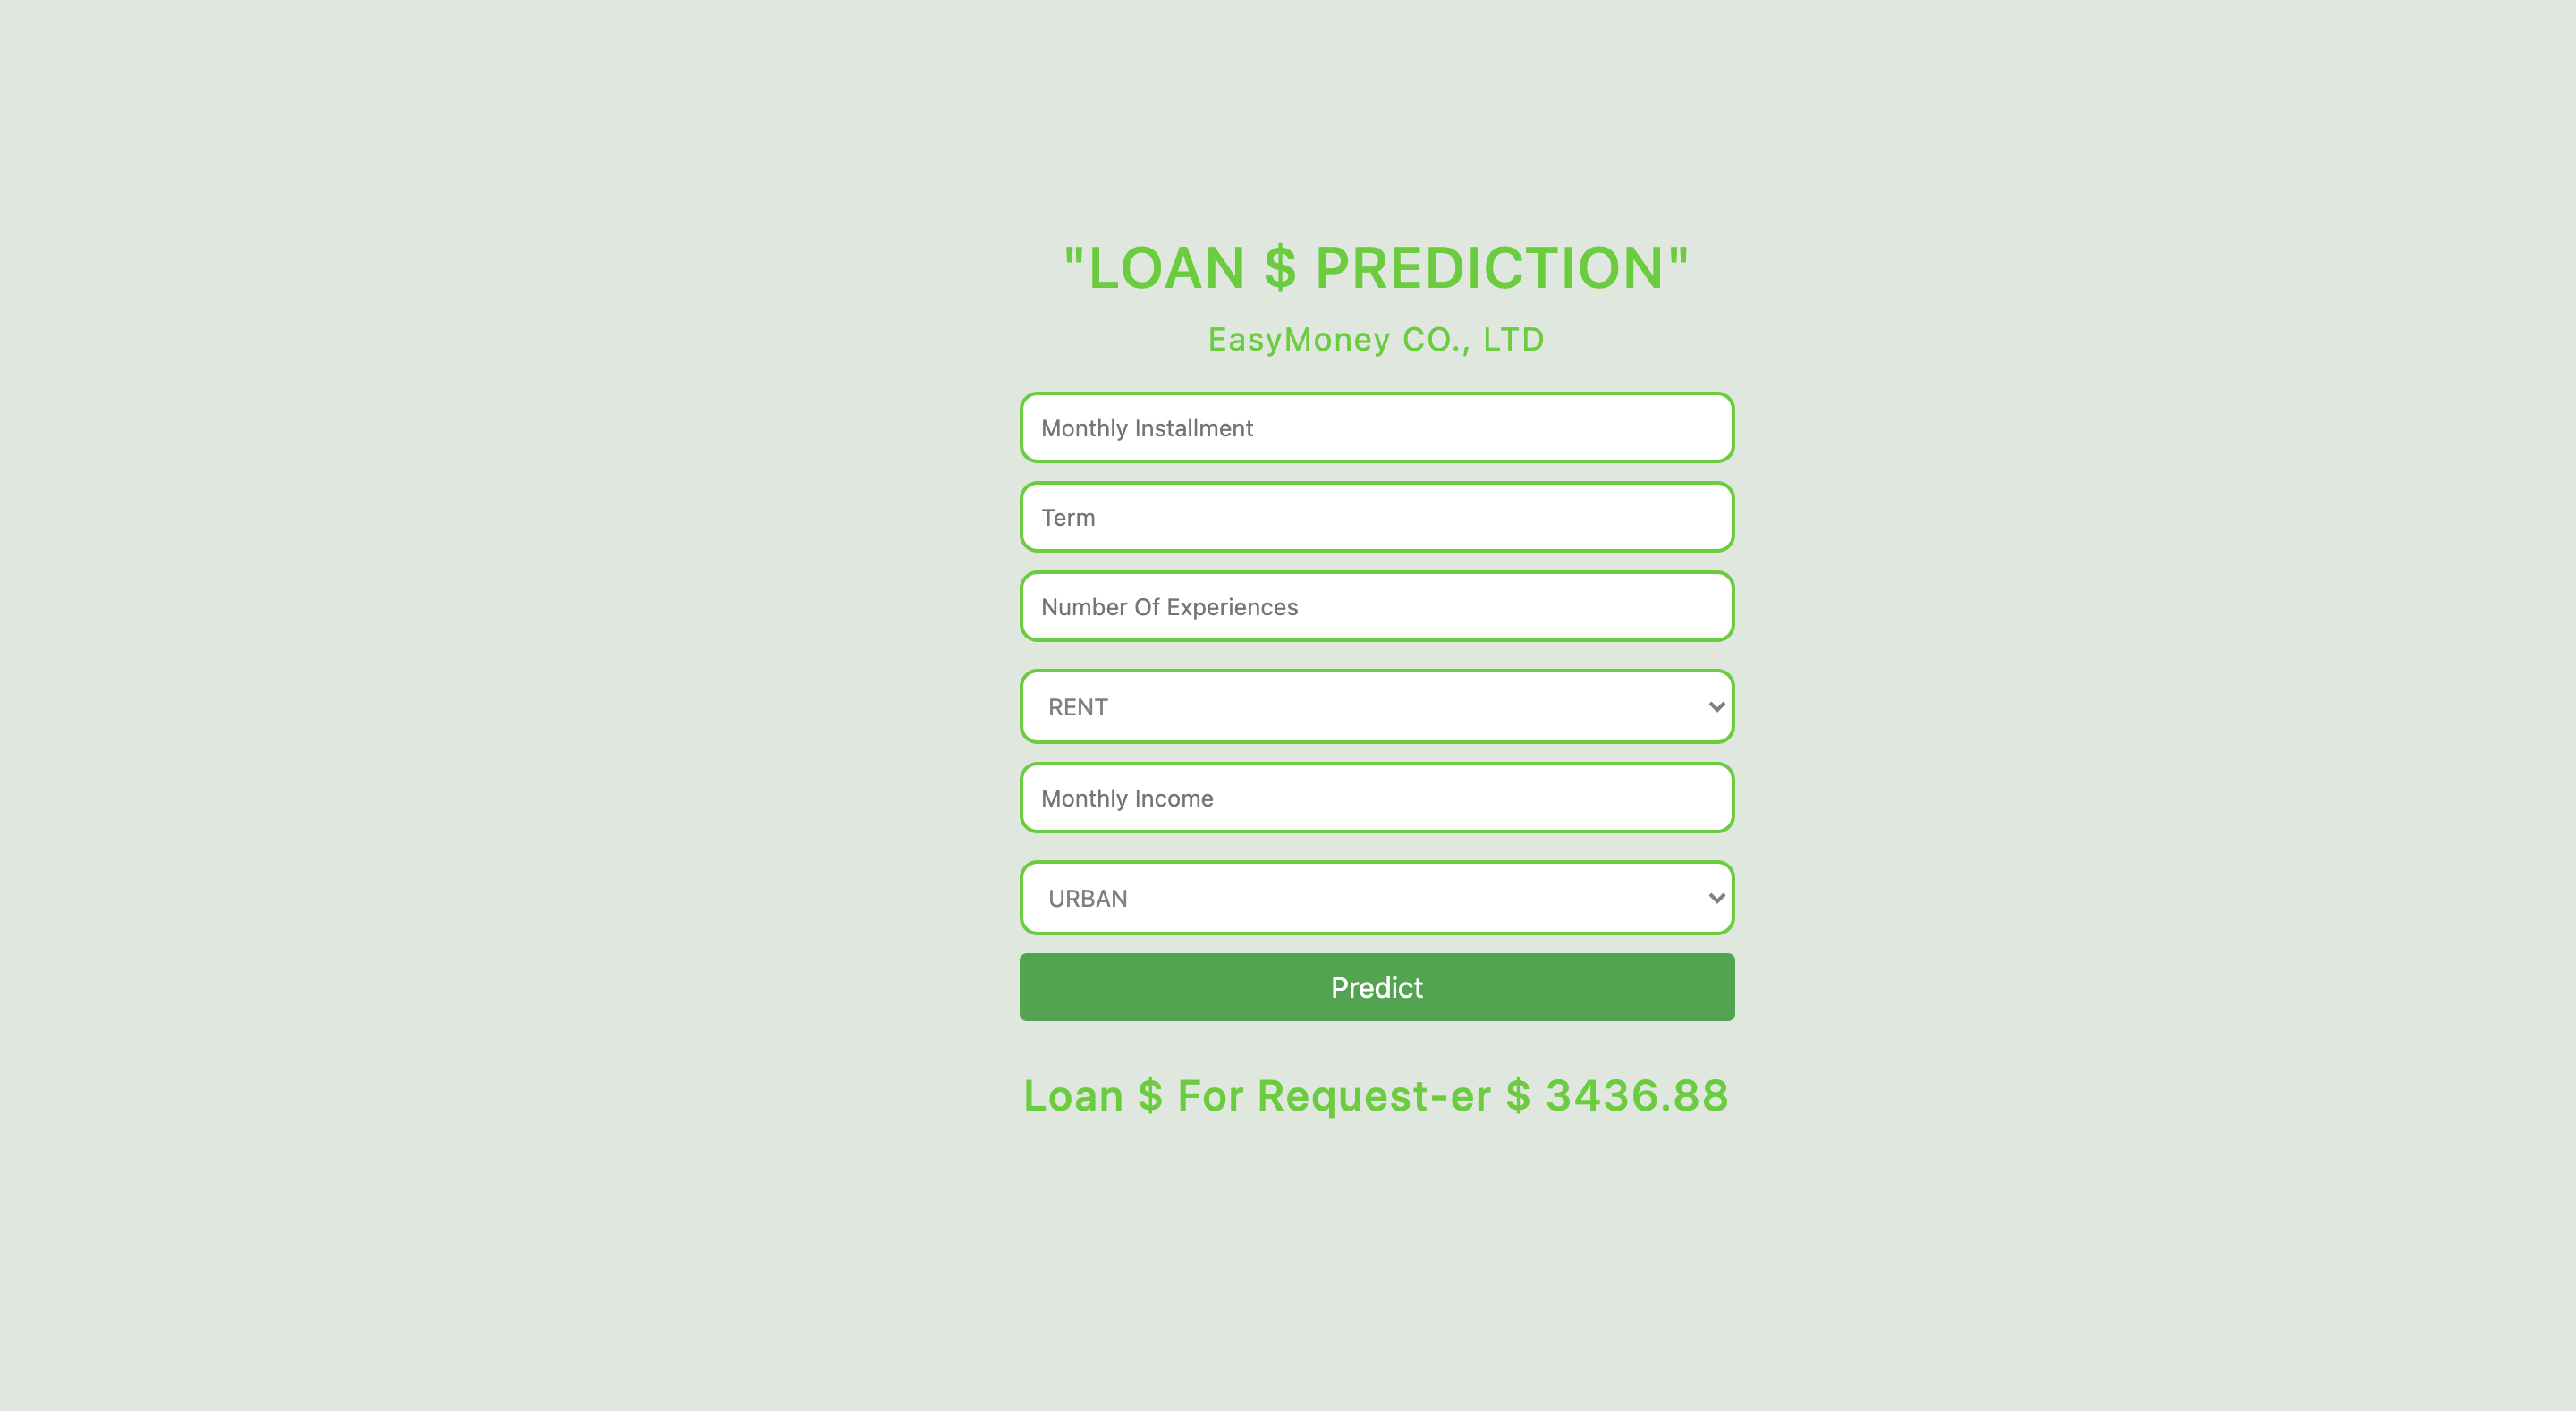 "LOAN $ PREDICTION"
EasyMoney CO., LTD
Monthly Installment
Term
Number Of Experiences
RENT
Monthly Income
URBAN
Predict
Loan $ For Request-er $ 3436.88